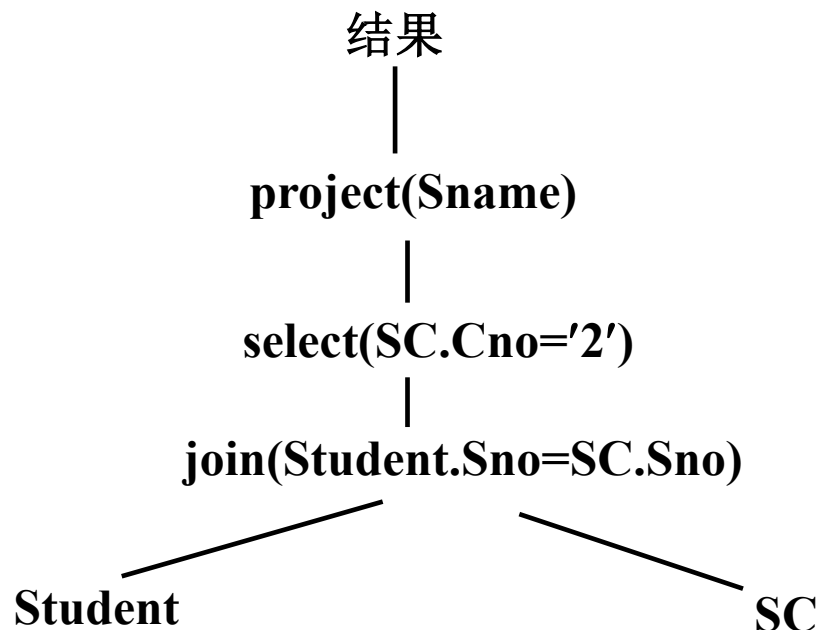 结果
project(Sname)
select(SC.Cno='2')
join(Student.Sno=SC.Sno)
Student
SC